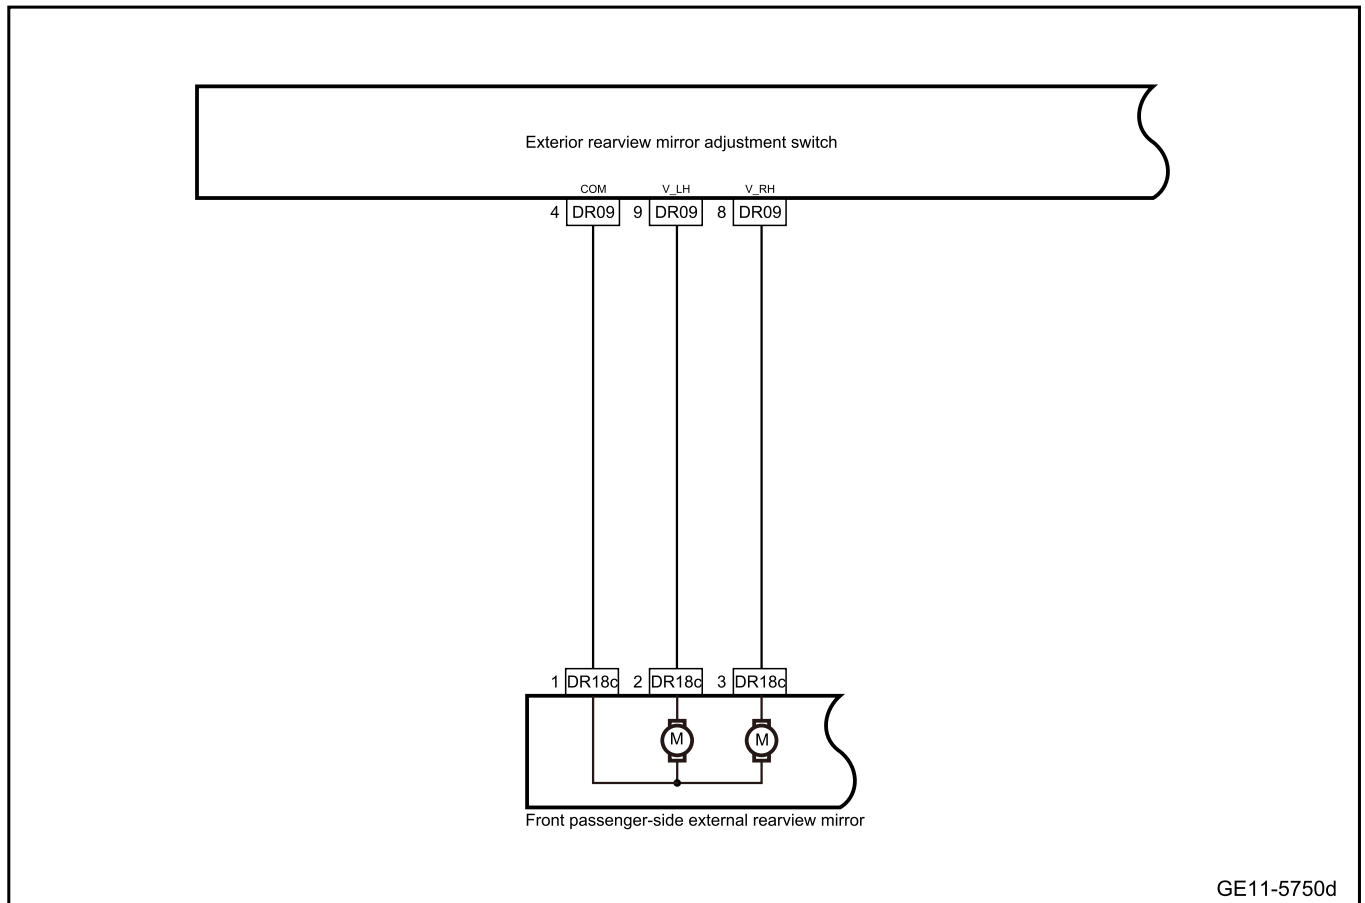 Exterior rearview mirror adjustment switch
COM V_LH V_RH
4 DR09 9 DR09 8 DR09
1 DR18c 2 DR18c 3 DR18c
M M
Front passenger-side external rearview mirror
GE11-5750d